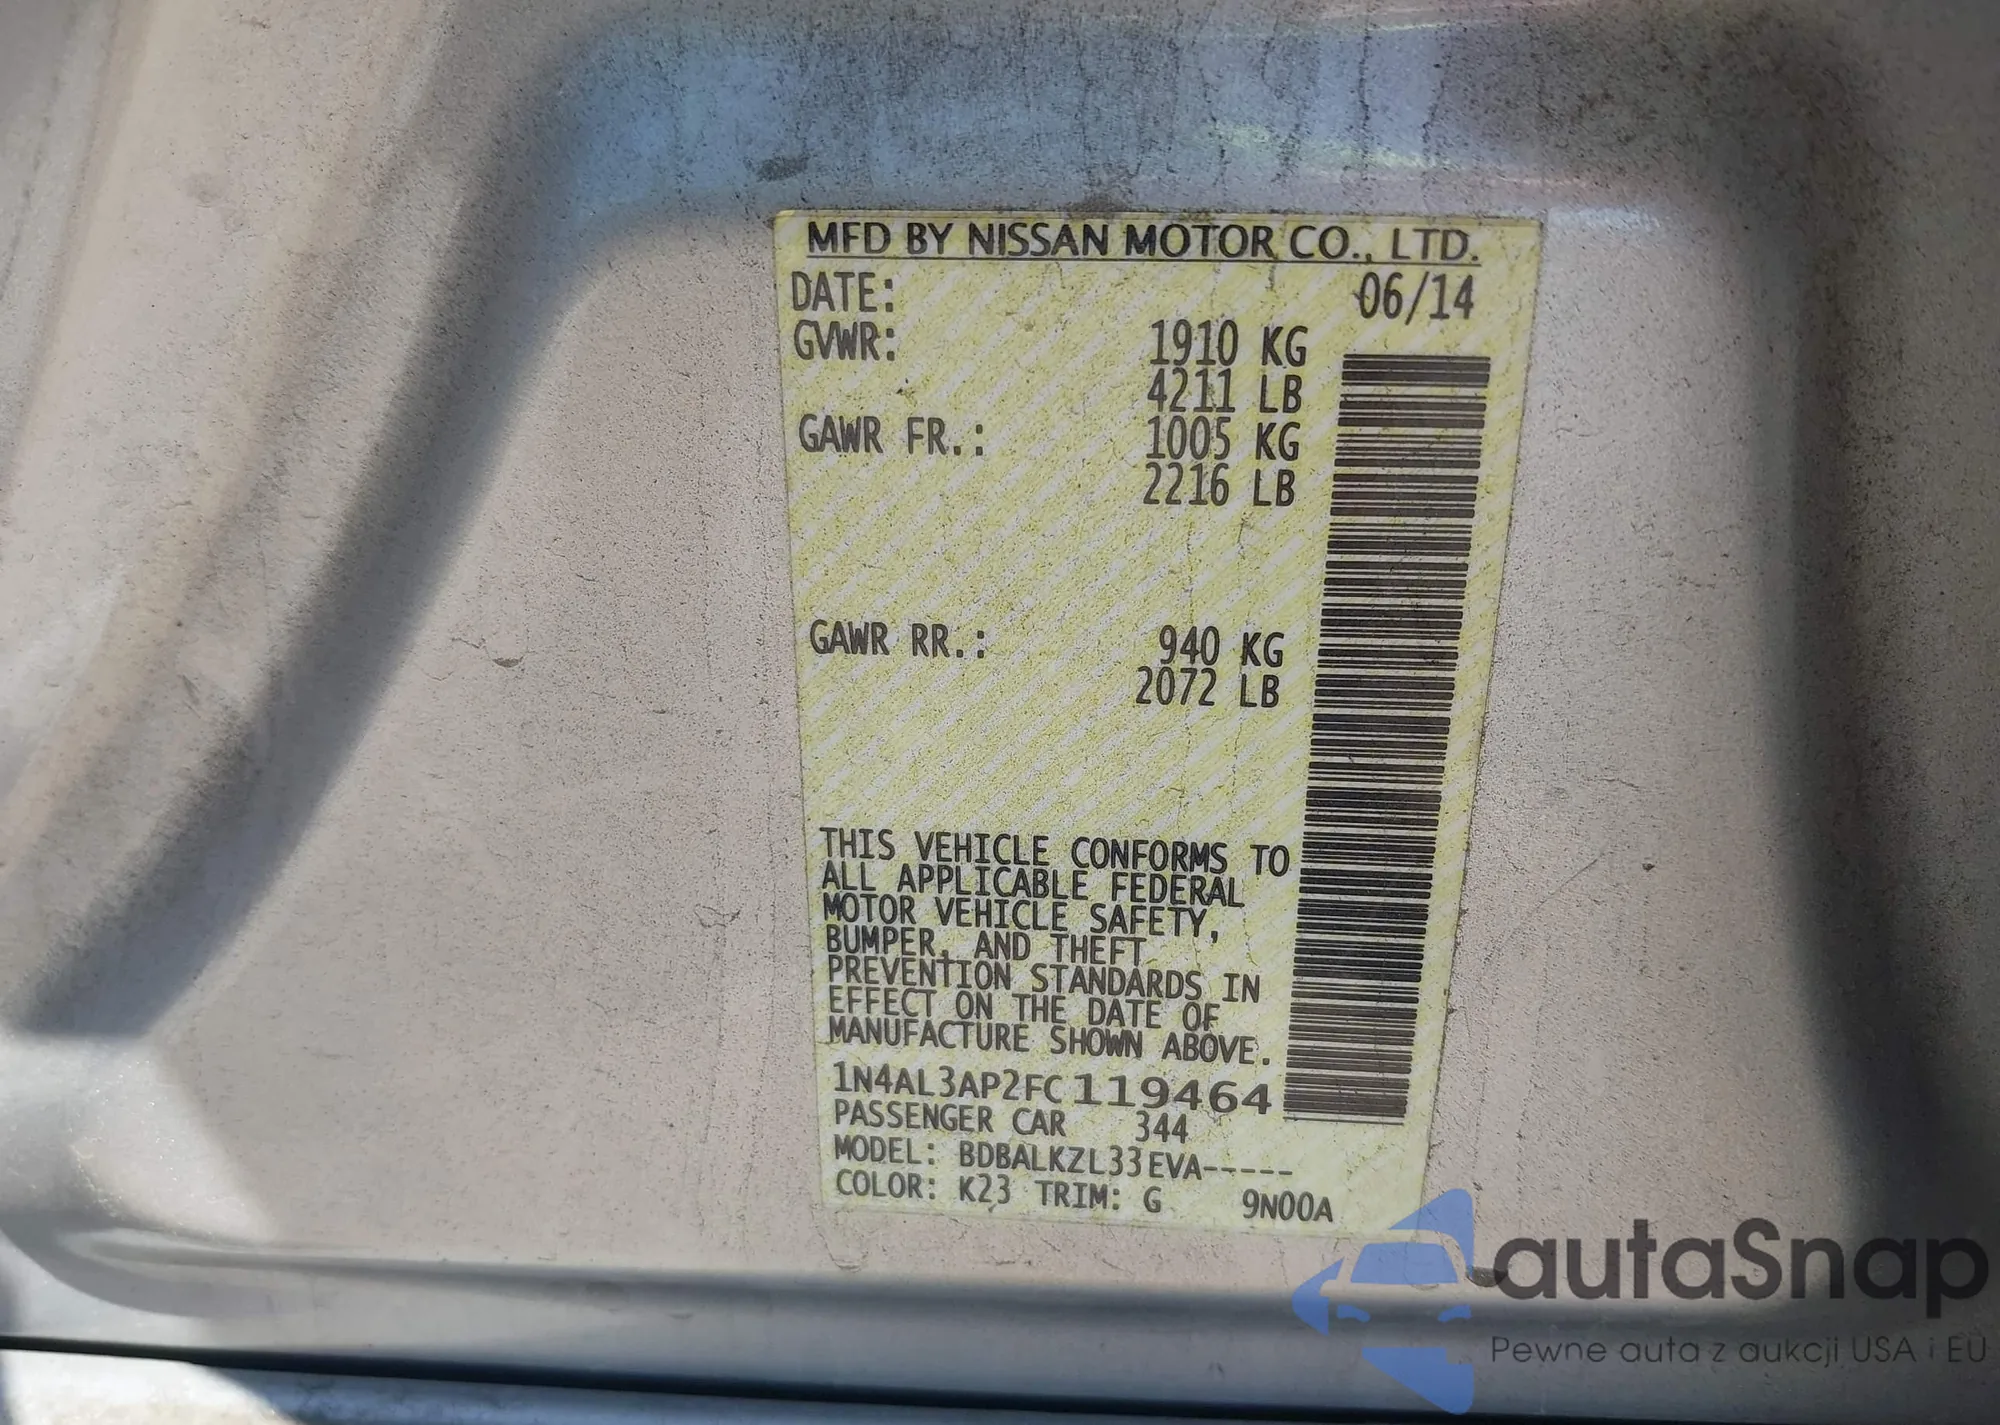 MFD BY NISSAN MOTOR CO., LTD.
DATE: 06/14
GVWR: 1910 KG
4211 LB
GAWR FR.: 1005 KG
2216 LB
GAWR RR.: 940 KG
2072 LB
THIS VEHICLE CONFORMS TO
ALL APPLICABLE FEDERAL
MOTOR VEHICLE SAFETY,
BUMPER, AND THEFT
PREVENTION STANDARDS IN
EFFECT ON THE DATE OF
MANUFACTURE SHOWN ABOVE.
1N4AL3AP2FC119464
PASSENGER CAR 344
MODEL: BDBALKZL33EVA-----
COLOR: K23 TRIM: G 9N00A
autaSnap
Pewne auta z aukcji USA i EU